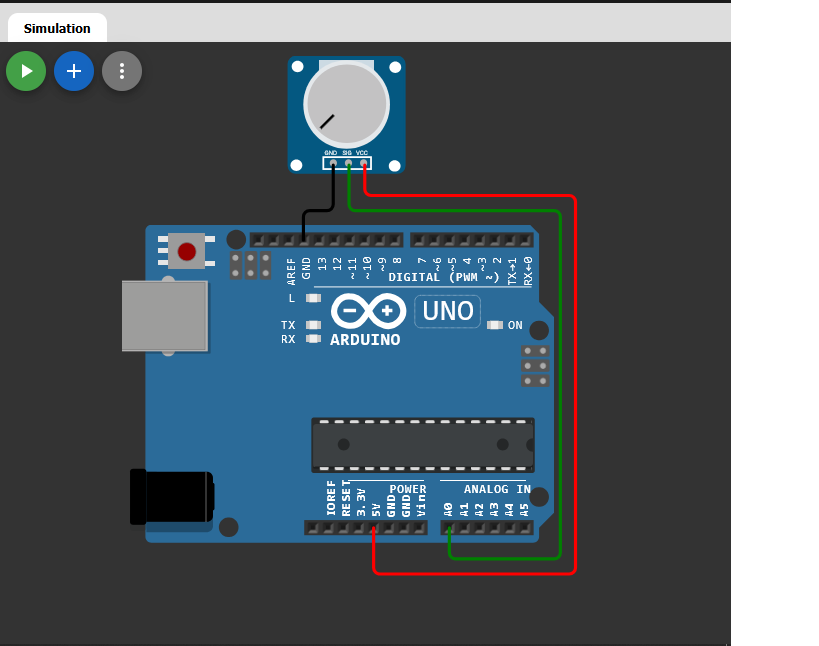 Simulation
GND SIG VCC
AREF GND 13 12 ~11 ~10 ~9 8 7 ~6 ~5 4 ~3 2 TX→1 RX←0
DIGITAL (PWM ~)
L
UNO
TX
ON
RX
ARDUINO
POWER
ANALOG IN
IOREF RESET 3.3V 5V GND GND Vin A0 A1 A2 A3 A4 A5